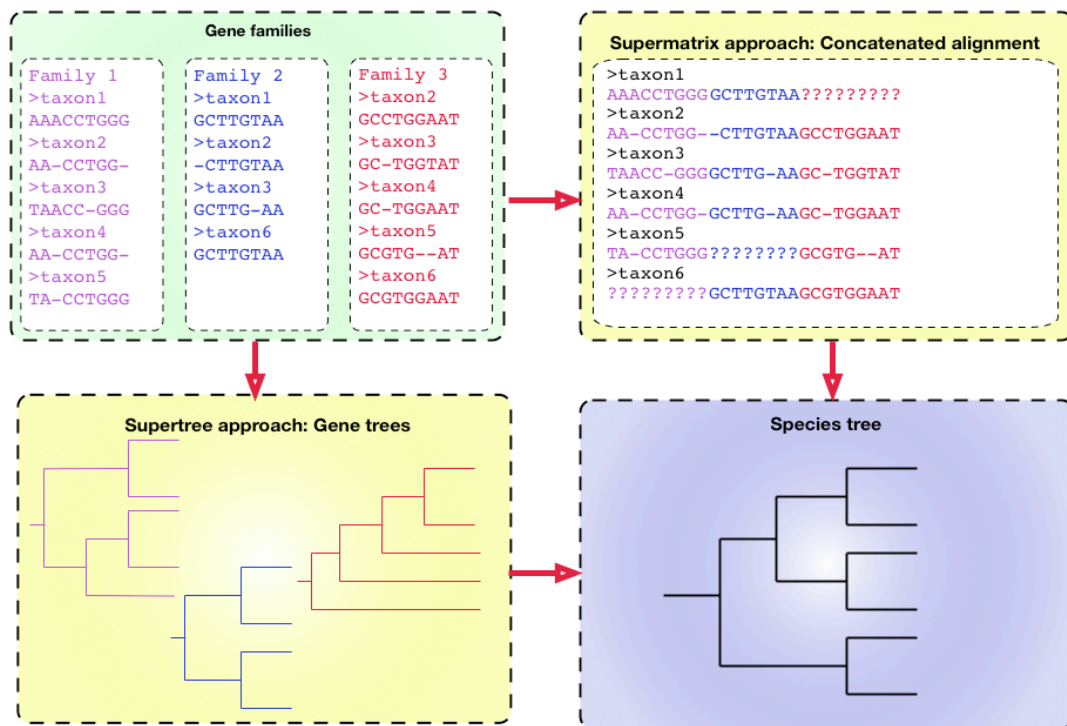 Gene families
Family 1
>taxon1
AAACCTGGG
>taxon2
AA-CCTGG-
>taxon3
TAACC-GGG
>taxon4
AA-CCTGG-
>taxon5
TA-CCTGGG
Family 2
>taxon1
GCTTGTAA
>taxon2
-CTTGTAA
>taxon3
GCTTG-AA
>taxon6
GCTTGTAA
Family 3
>taxon2
GCCTGGAAT
>taxon3
GC-TGGTAT
>taxon4
GC-TGGAAT
>taxon5
GCGTG--AT
>taxon6
GCGTGGAAT
Supermatrix approach: Concatenated alignment
>taxon1
AAACCTGGGGCTTGTAA?????????
>taxon2
AA-CCTGG--CTTGTAAGCCTGGAAT
>taxon3
TAACC-GGGGCTTG-AAGC-TGGTAT
>taxon4
AA-CCTGG-GCTTG-AAGC-TGGAAT
>taxon5
TA-CCTGGG????????GCGTG--AT
>taxon6
?????????GCTTGTAAGCGTGGAAT
Supertree approach: Gene trees
Species tree